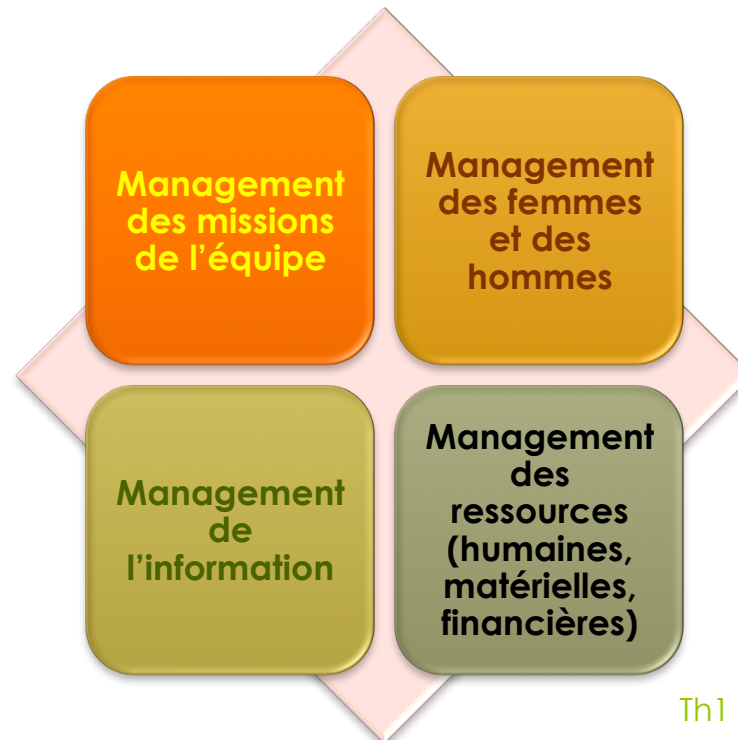 Management
des missions
de l’équipe
Management
des femmes
et des
hommes
Management
de
l’information
Management
des
ressources
(humaines,
matérielles,
financières)
Th1